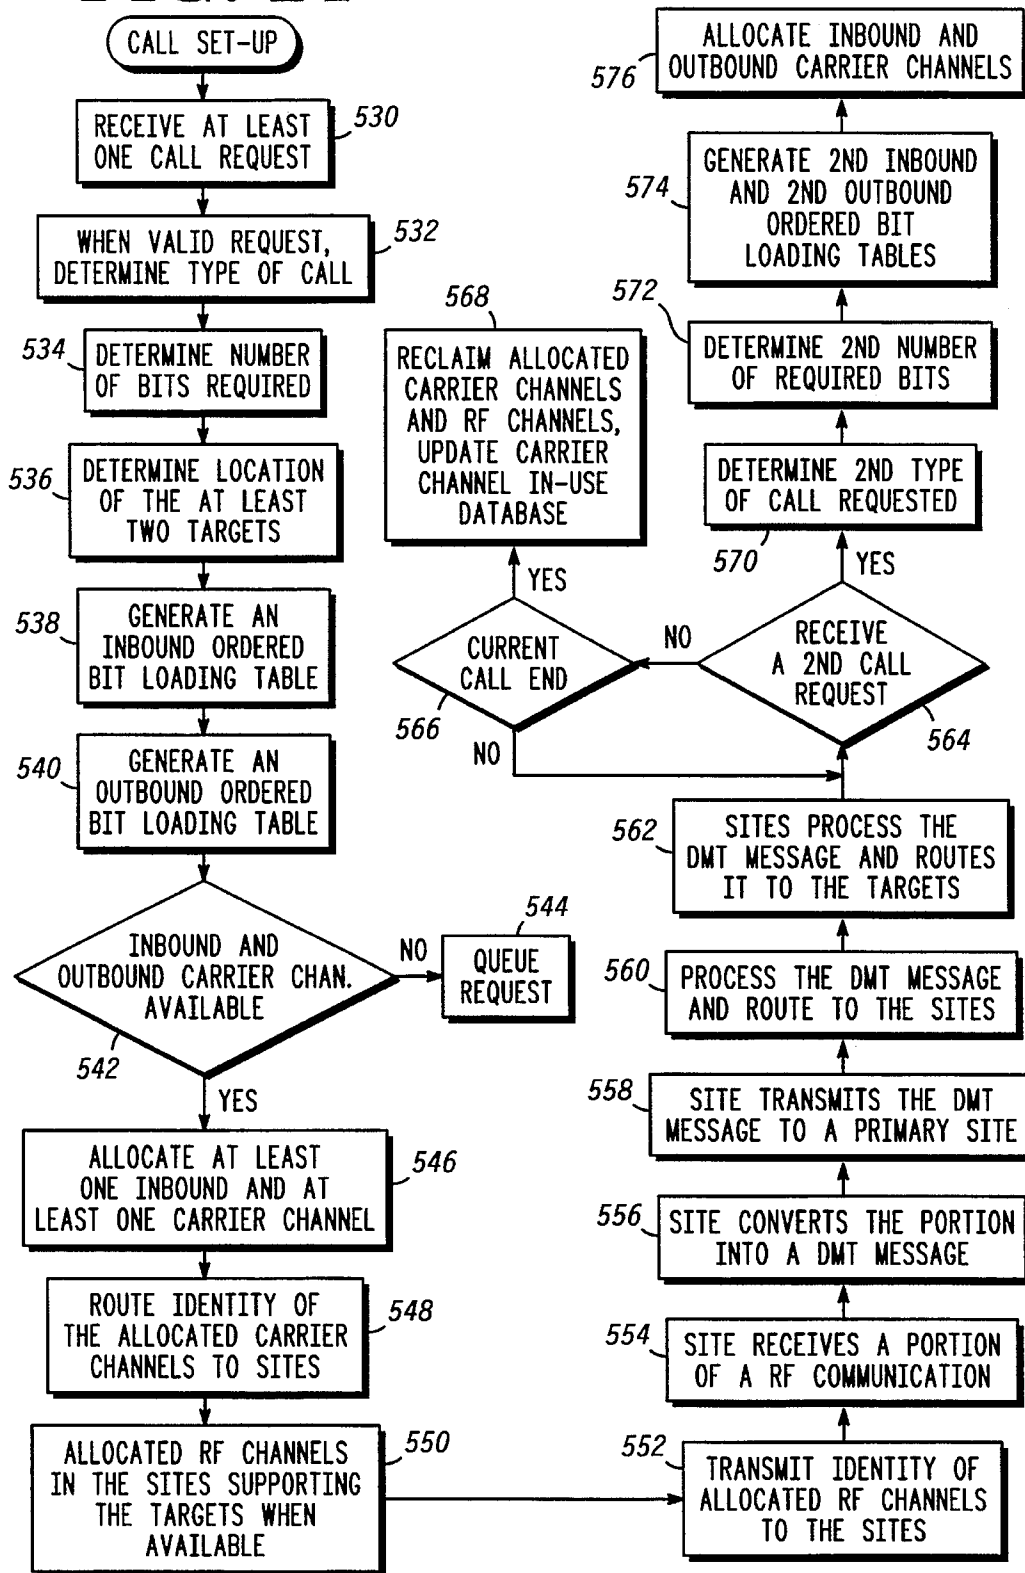 CALL SET-UP
RECEIVE AT LEAST
ONE CALL REQUEST
530
WHEN VALID REQUEST,
DETERMINE TYPE OF CALL
532
534
DETERMINE NUMBER
OF BITS REQUIRED
536
DETERMINE LOCATION
OF THE AT LEAST
TWO TARGETS
538
GENERATE AN
INBOUND ORDERED
BIT LOADING TABLE
540
GENERATE AN
OUTBOUND ORDERED
BIT LOADING TABLE
INBOUND AND
OUTBOUND CARRIER CHAN.
AVAILABLE
542
NO
544
QUEUE
REQUEST
YES
ALLOCATE AT LEAST
ONE INBOUND AND AT
LEAST ONE CARRIER CHANNEL
546
ROUTE IDENTITY OF
THE ALLOCATED CARRIER
CHANNELS TO SITES
548
ALLOCATED RF CHANNELS
IN THE SITES SUPPORTING
THE TARGETS WHEN
AVAILABLE
550
552
TRANSMIT IDENTITY OF
ALLOCATED RF CHANNELS
TO THE SITES
554
SITE RECEIVES A PORTION
OF A RF COMMUNICATION
556
SITE CONVERTS THE PORTION
INTO A DMT MESSAGE
558
SITE TRANSMITS THE DMT
MESSAGE TO A PRIMARY SITE
560
PROCESS THE DMT MESSAGE
AND ROUTE TO THE SITES
562
SITES PROCESS THE
DMT MESSAGE AND ROUTES
IT TO THE TARGETS
RECEIVE
A 2ND CALL
REQUEST
564
NO
CURRENT
CALL END
566
NO
YES
568
RECLAIM ALLOCATED
CARRIER CHANNELS
AND RF CHANNELS,
UPDATE CARRIER
CHANNEL IN-USE
DATABASE
YES
DETERMINE 2ND TYPE
OF CALL REQUESTED
570
572
DETERMINE 2ND NUMBER
OF REQUIRED BITS
574
GENERATE 2ND INBOUND
AND 2ND OUTBOUND
ORDERED BIT
LOADING TABLES
576
ALLOCATE INBOUND AND
OUTBOUND CARRIER CHANNELS